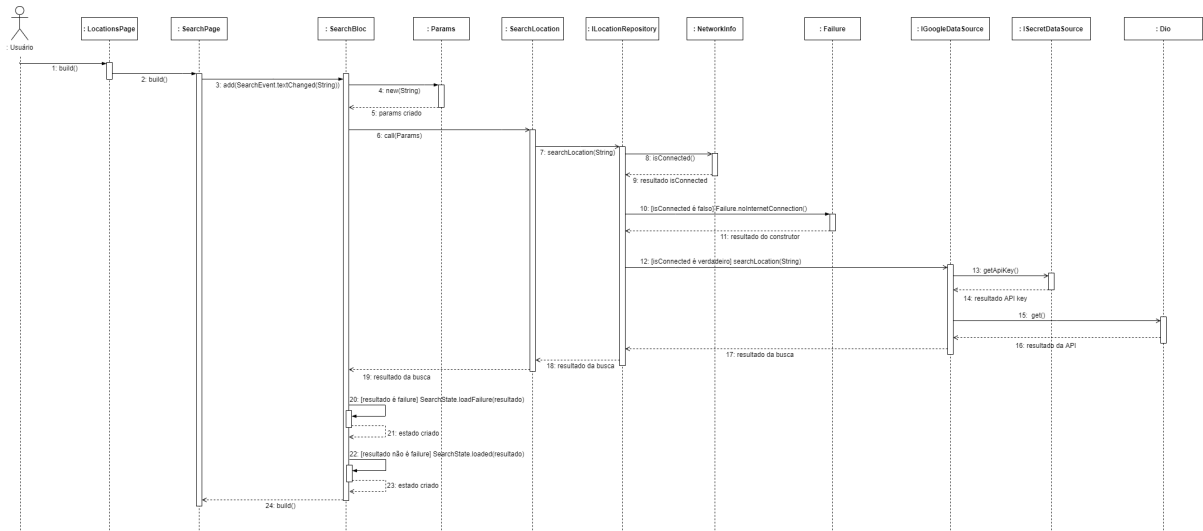 : Usuário
: LocationsPage
: SearchPage
: SearchBloc
: Params
: SearchLocation
: ILocationRepository
: NetworkInfo
: Failure
: IGoogleDataSource
: ISecretDataSource
: Dio
1: build()
2: build()
3: add(SearchEvent.textChanged(String))
4: new(String)
5: params criado
6: call(Params)
7: searchLocation(String)
8: isConnected()
9: resultado isConnected
10: [isConnected é falso] Failure.noInternetConnection()
11: resultado do construtor
12: [isConnected é verdadeiro] searchLocation(String)
13: getApiKey()
14: resultado API key
15: .get()
16: resultado da API
17: resultado da busca
18: resultado da busca
19: resultado da busca
20: [resultado é failure] SearchState.loadFailure(resultado)
21: estado criado
22: [resultado não é failure] SearchState.loaded(resultado)
23: estado criado
24: build()